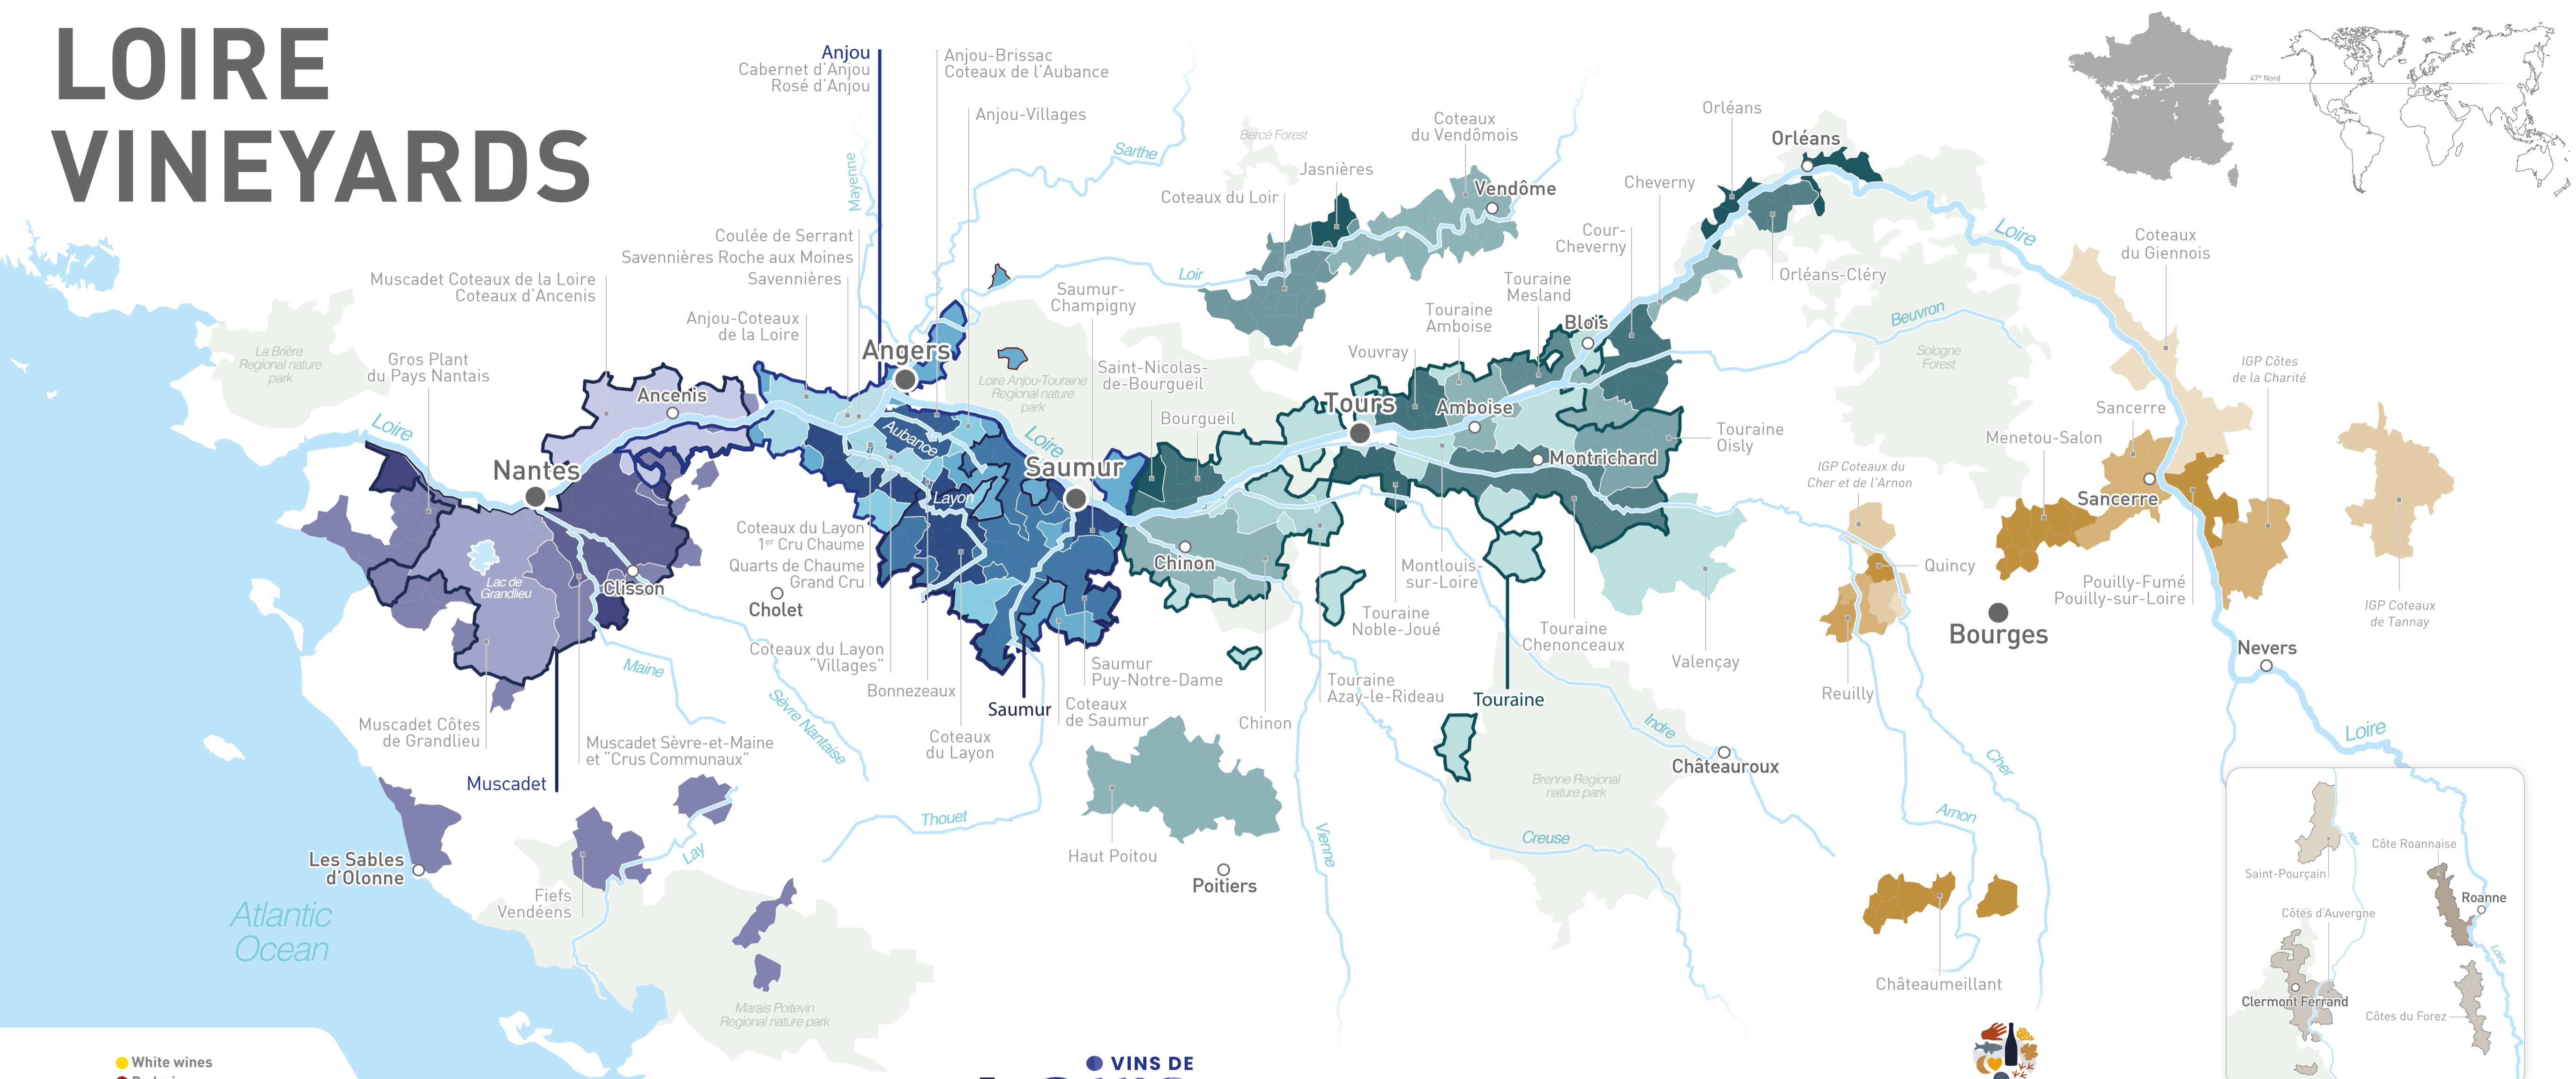 LOIRE
VINEYARDS
Anjou
Cabernet d'Anjou
Rosé d'Anjou
Anjou-Brissac
Coteaux de l'Aubance
Anjou-Villages
Mayenne
Sarthe
Bercé Forest
Coteaux
du Vendômois
Jasnières
Coteaux du Loir
Vendôme
Orléans
Orléans
Cheverny
Cour-
Cheverny
47° Nord
Loire
Coteaux
du Giennois
Orléans-Cléry
Coulée de Serrant
Savennières Roche aux Moines
Savennières
Muscadet Coteaux de la Loire
Coteaux d'Ancenis
Anjou-Coteaux
de la Loire
Loir
Saumur-
Champigny
Touraine
Mesland
Touraine
Amboise
Blois
Beuvron
Sologne
Forest
La Brière
Regional nature
park
Gros Plant
du Pays Nantais
Angers
Vouvray
Saint-Nicolas-
de-Bourgueil
Loire Anjou-Touraine
Regional nature
park
IGP Côtes
de la Charité
Ancenis
Tours
Amboise
Bourgueil
Sancerre
Loire
Aubance
Loire
Menetou-Salon
Touraine
Oisly
Nantes
Saumur
Montrichard
IGP Coteaux du
Cher et de l'Arnon
Layon
Sancerre
Coteaux du Layon
1er Cru Chaume
Quarts de Chaume
Grand Cru
Lac de
Grandlieu
Clisson
Cholet
Chinon
Montlouis-
sur-Loire
Quincy
Pouilly-Fumé
Pouilly-sur-Loire
IGP Coteaux
de Tannay
Touraine
Noble-Joué
Touraine
Chenonceaux
Bourges
Coteaux du Layon
"Villages"
Maine
Sèvre Nantaise
Bonnezeaux
Saumur
Puy-Notre-Dame
Touraine
Azay-le-Rideau
Valençay
Nevers
Reuilly
Saumur
Coteaux
de Saumur
Chinon
Touraine
Muscadet Côtes
de Grandlieu
Muscadet Sèvre-et-Maine
et "Crus Communaux"
Coteaux
du Layon
Indre
Loire
Muscadet
Châteauroux
Cher
Brenne Regional
nature park
Thouet
Vienne
Creuse
Arnon
Haut Poitou
Les Sables
d'Olonne
Lay
Poitiers
Fiefs
Vendéens
Atlantic
Ocean
Châteaumeillant
Marais Poitevin
Regional nature park
Allier
Côte Roannaise
Saint-Pourçain
Roanne
Côtes d'Auvergne
Loire
Clermont Ferrand
Côtes du Forez
White wines
VINS DE